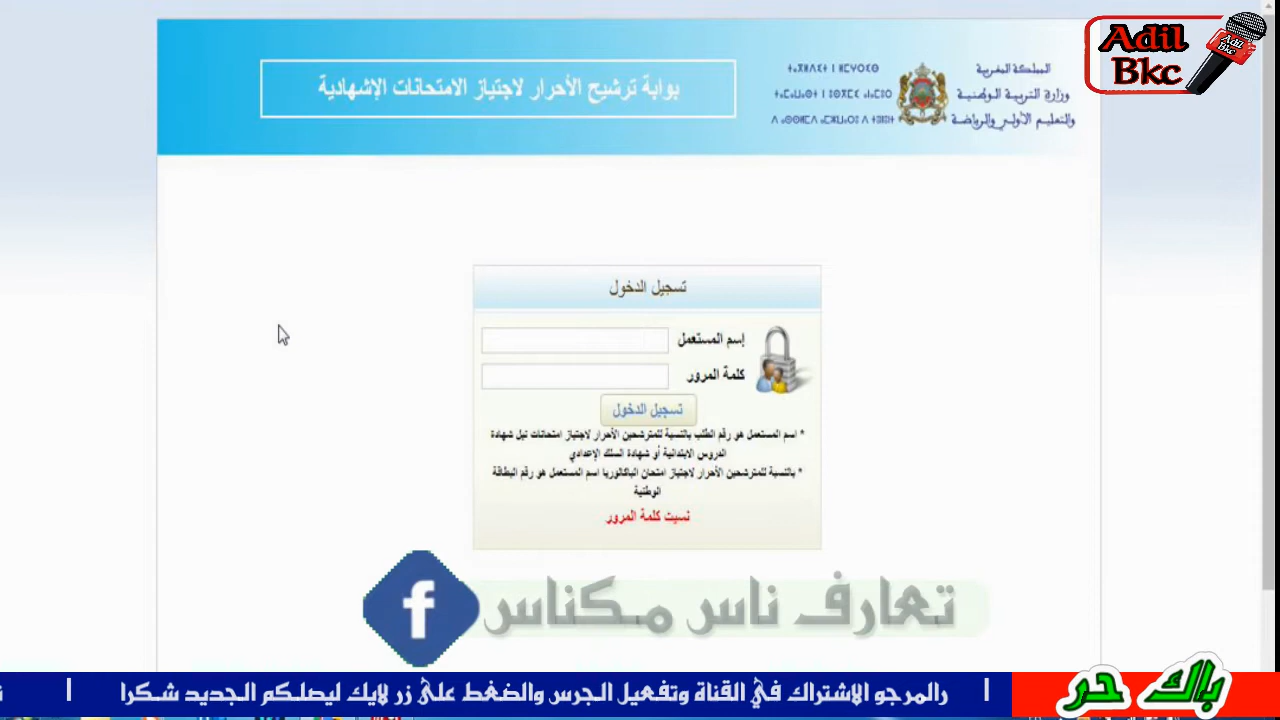 Adil
Bkc
Adil
Bkc
المملكة المغربية
وزارة التربية الوطنية
والتعليم الأولي والرياضة
بوابة ترشيح الأحرار لاجتياز الامتحانات الإشهادية
تسجيل الدخول
إسم المستعمل
كلمة المرور
تسجيل الدخول
* اسم المستعمل هو رقم الطلب بالنسبة للمترشحين الأحرار لاجتياز امتحانات نيل شهادة
الدروس الابتدائية أو شهادة السلك الإعدادي
* بالنسبة للمترشحين الأحرار لاجتياز امتحان الباكالوريا اسم المستعمل هو رقم البطاقة
الوطنية
نسيت كلمة المرور
f
تعارف ناس مكناس
باك حر
| رالمرجو الاشتراك في القناة وتفعيل الجرس والضغط على زر لايك ليصلكم الجديد شكرا |